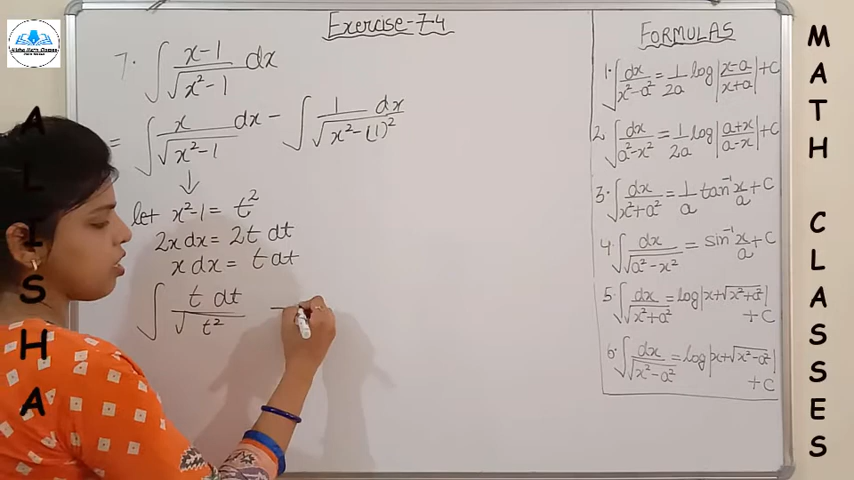 Exercise-7.4
7. ∫ x-1/√x²-1 dx
= ∫ x/√x²-1 dx - ∫ 1/√x²-(1)² dx
↓
let x²-1 = t²
2x dx = 2t dt
x dx = t dt
∫ t dt/√t² —
FORMULAS
1. ∫ dx/x²-a² = 1/2a log|x-a/x+a|+C
2. ∫ dx/a²-x² = 1/2a log|a+x/a-x|+C
3. ∫ dx/x²+a² = 1/a tan⁻¹ x/a + C
4. ∫ dx/√a²-x² = sin⁻¹ x/a + C
5. ∫ dx/√x²+a² = log|x+√x²+a²|
+C
6. ∫ dx/√x²-a² = log|x+√x²-a²|
+C
ALISHA
MATH CLASSES